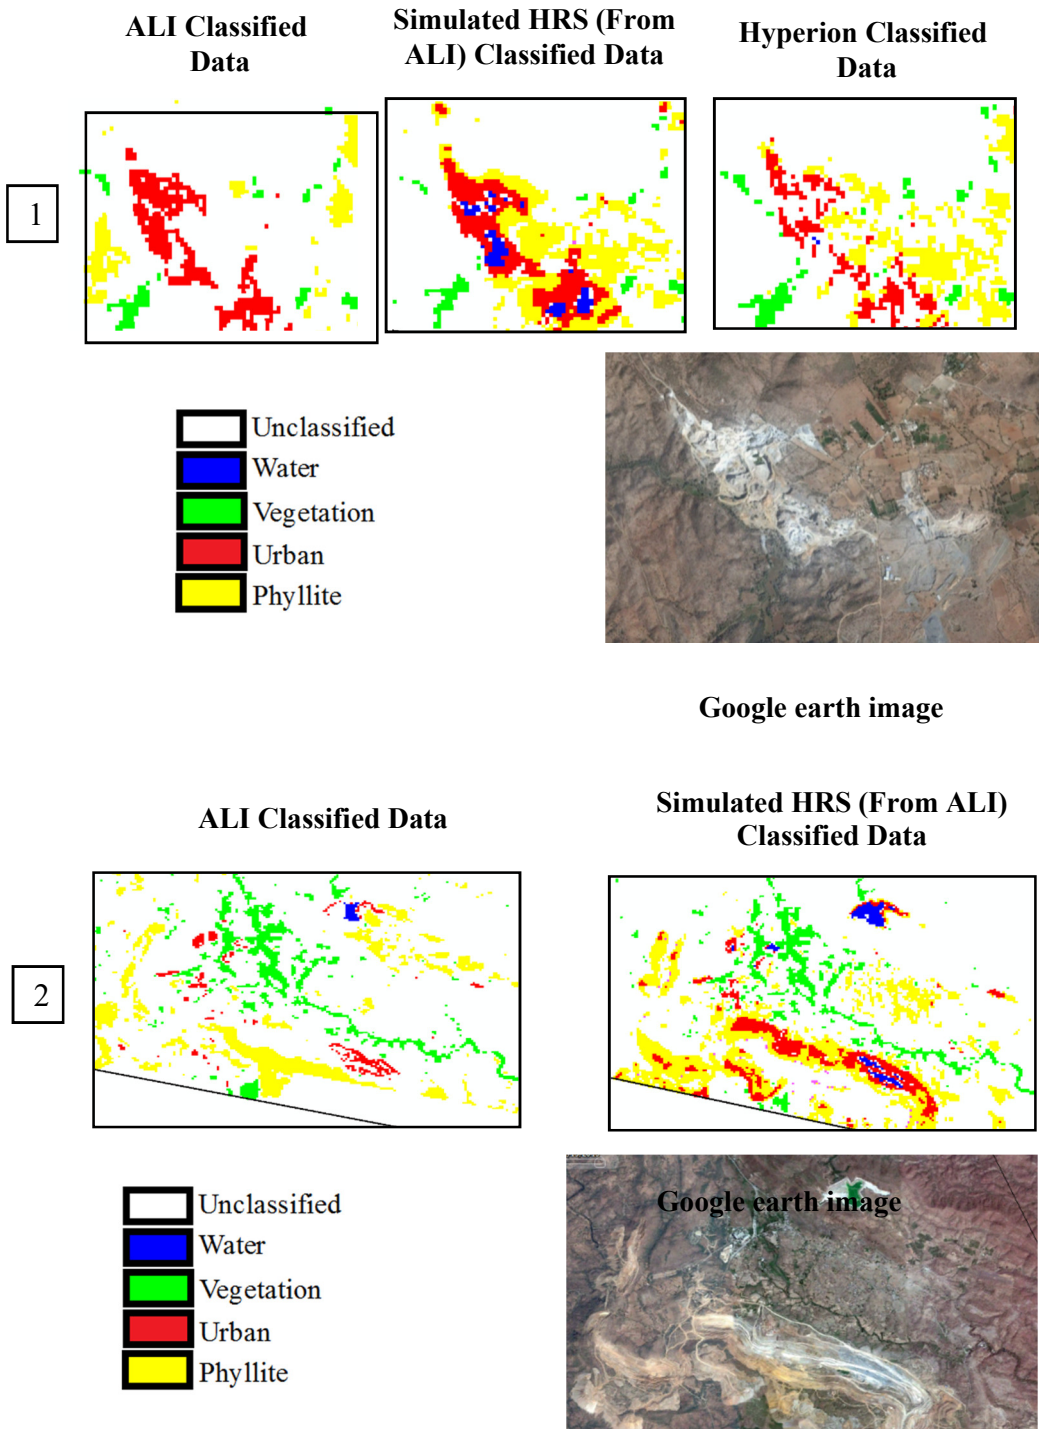 ALI Classified
Data
Simulated HRS (From
ALI) Classified Data
Hyperion Classified
Data
1
Unclassified
Water
Vegetation
Urban
Phyllite
Google earth image
ALI Classified Data
Simulated HRS (From ALI)
Classified Data
2
Google earth image
Unclassified
Water
Vegetation
Urban
Phyllite